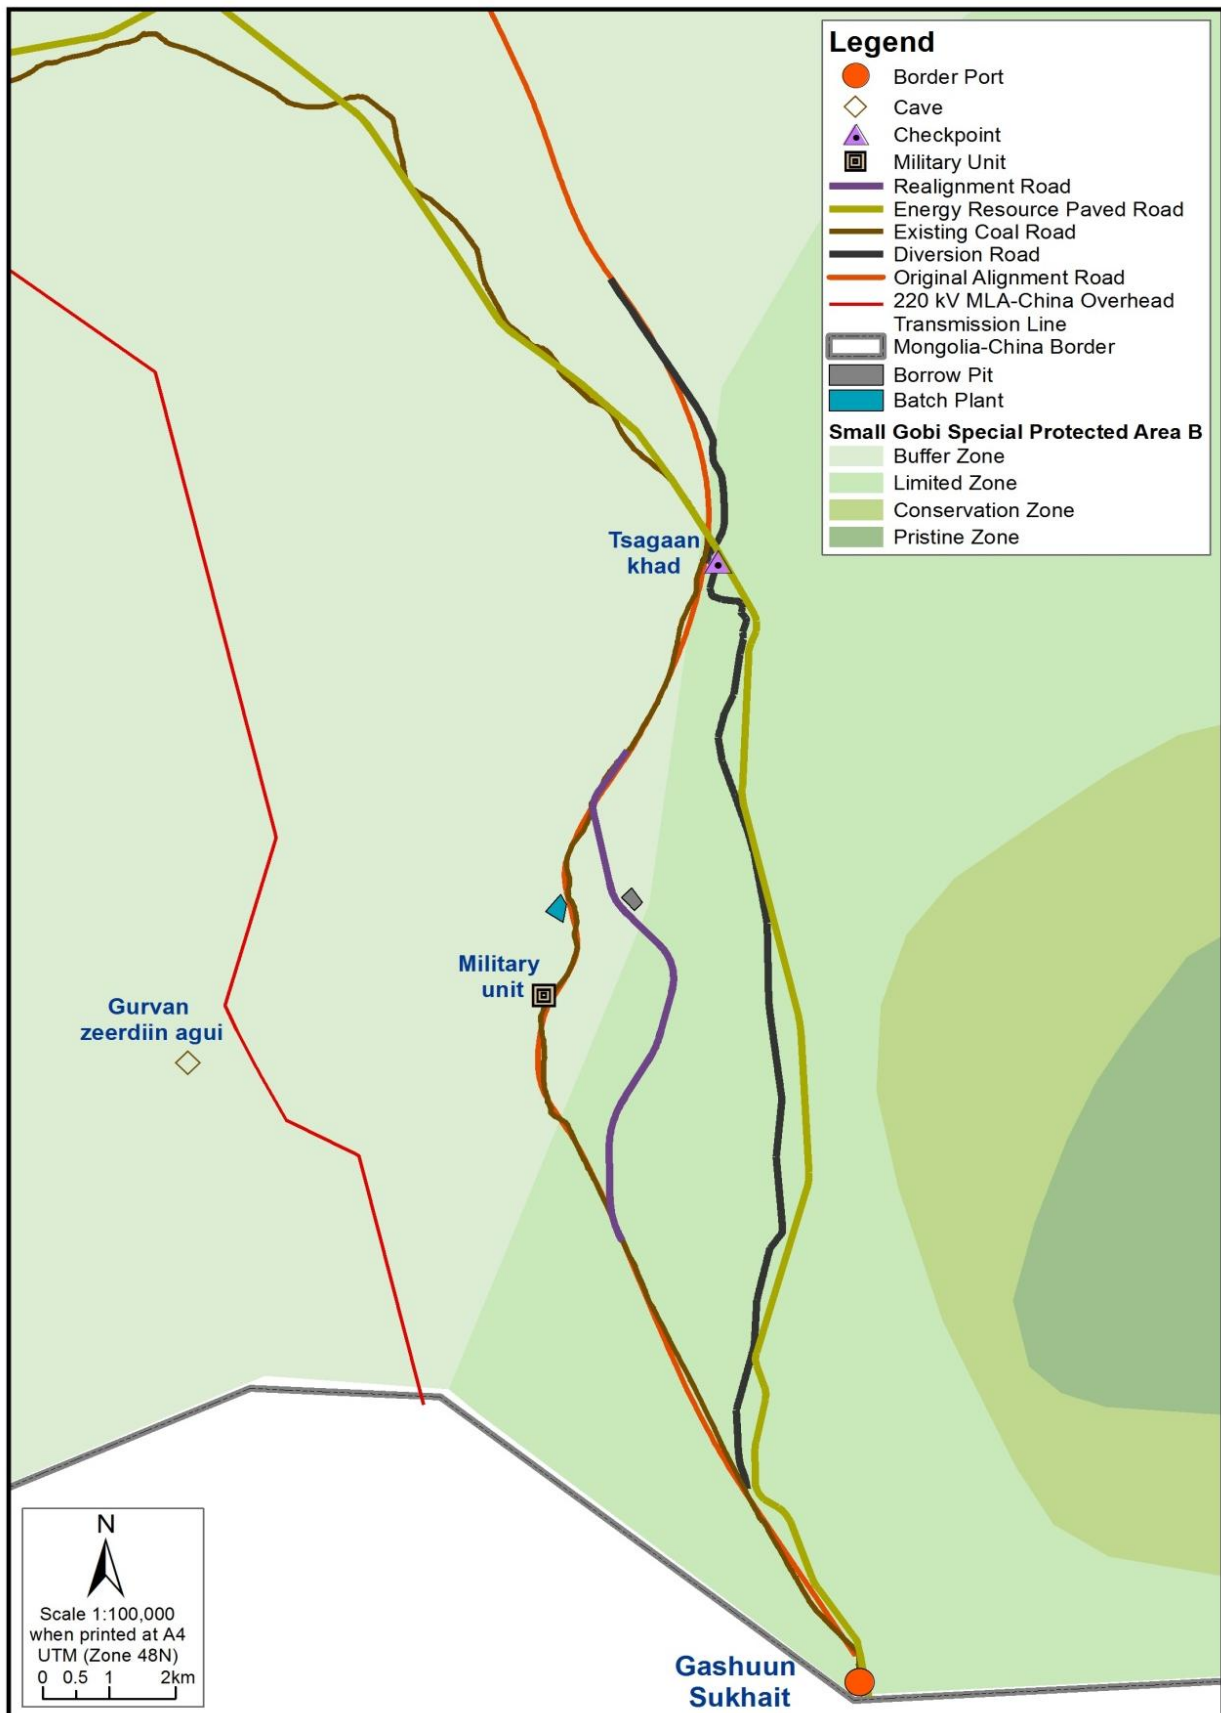 Legend
Border Port
Cave
Checkpoint
Military Unit
Realignment Road
Energy Resource Paved Road
Existing Coal Road
Diversion Road
Original Alignment Road
220 kV MLA-China Overhead
Transmission Line
Mongolia-China Border
Borrow Pit
Batch Plant
Small Gobi Special Protected Area B
Buffer Zone
Limited Zone
Conservation Zone
Pristine Zone
Tsagaan
khad
Military
unit
Gurvan
zeerdiin agui
Gashuun
Sukhait
N
Scale 1:100,000
when printed at A4
UTM (Zone 48N)
0 0.5 1 2km